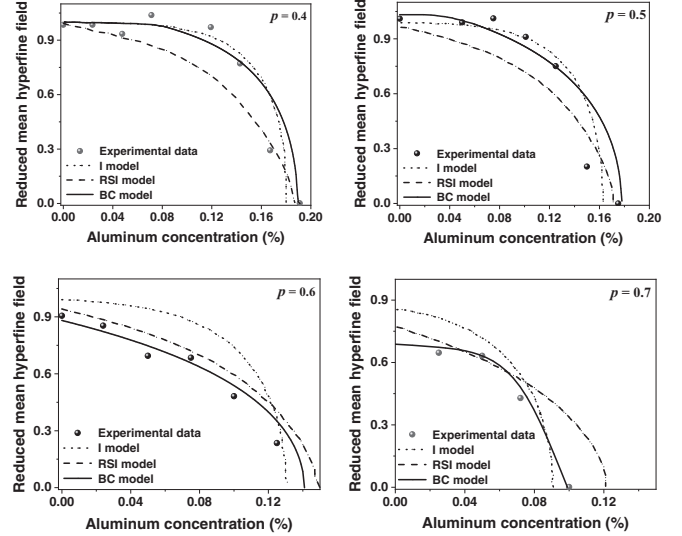 p = 0.4
Reduced mean hyperfine field
0.9
0.6
0.3
0.0
Experimental data
I model
RSI model
BC model
0.00 0.04 0.08 0.12 0.16 0.20
Aluminum concentration (%)
p = 0.5
Reduced mean hyperfine field
0.9
0.6
0.3
0.0
Experimental data
I model
RSI model
BC model
0.00 0.04 0.08 0.12 0.16 0.20
Aluminum concentration (%)
p = 0.6
Reduced mean hyperfine field
0.9
0.6
0.3
0.0
Experimental data
I model
RSI model
BC model
0.00 0.04 0.08 0.12
Aluminum concentration (%)
p = 0.7
Reduced mean hyperfine field
0.9
0.6
0.3
0.0
Experimental data
I model
RSI model
BC model
0.00 0.04 0.08 0.12
Aluminum concentration (%)